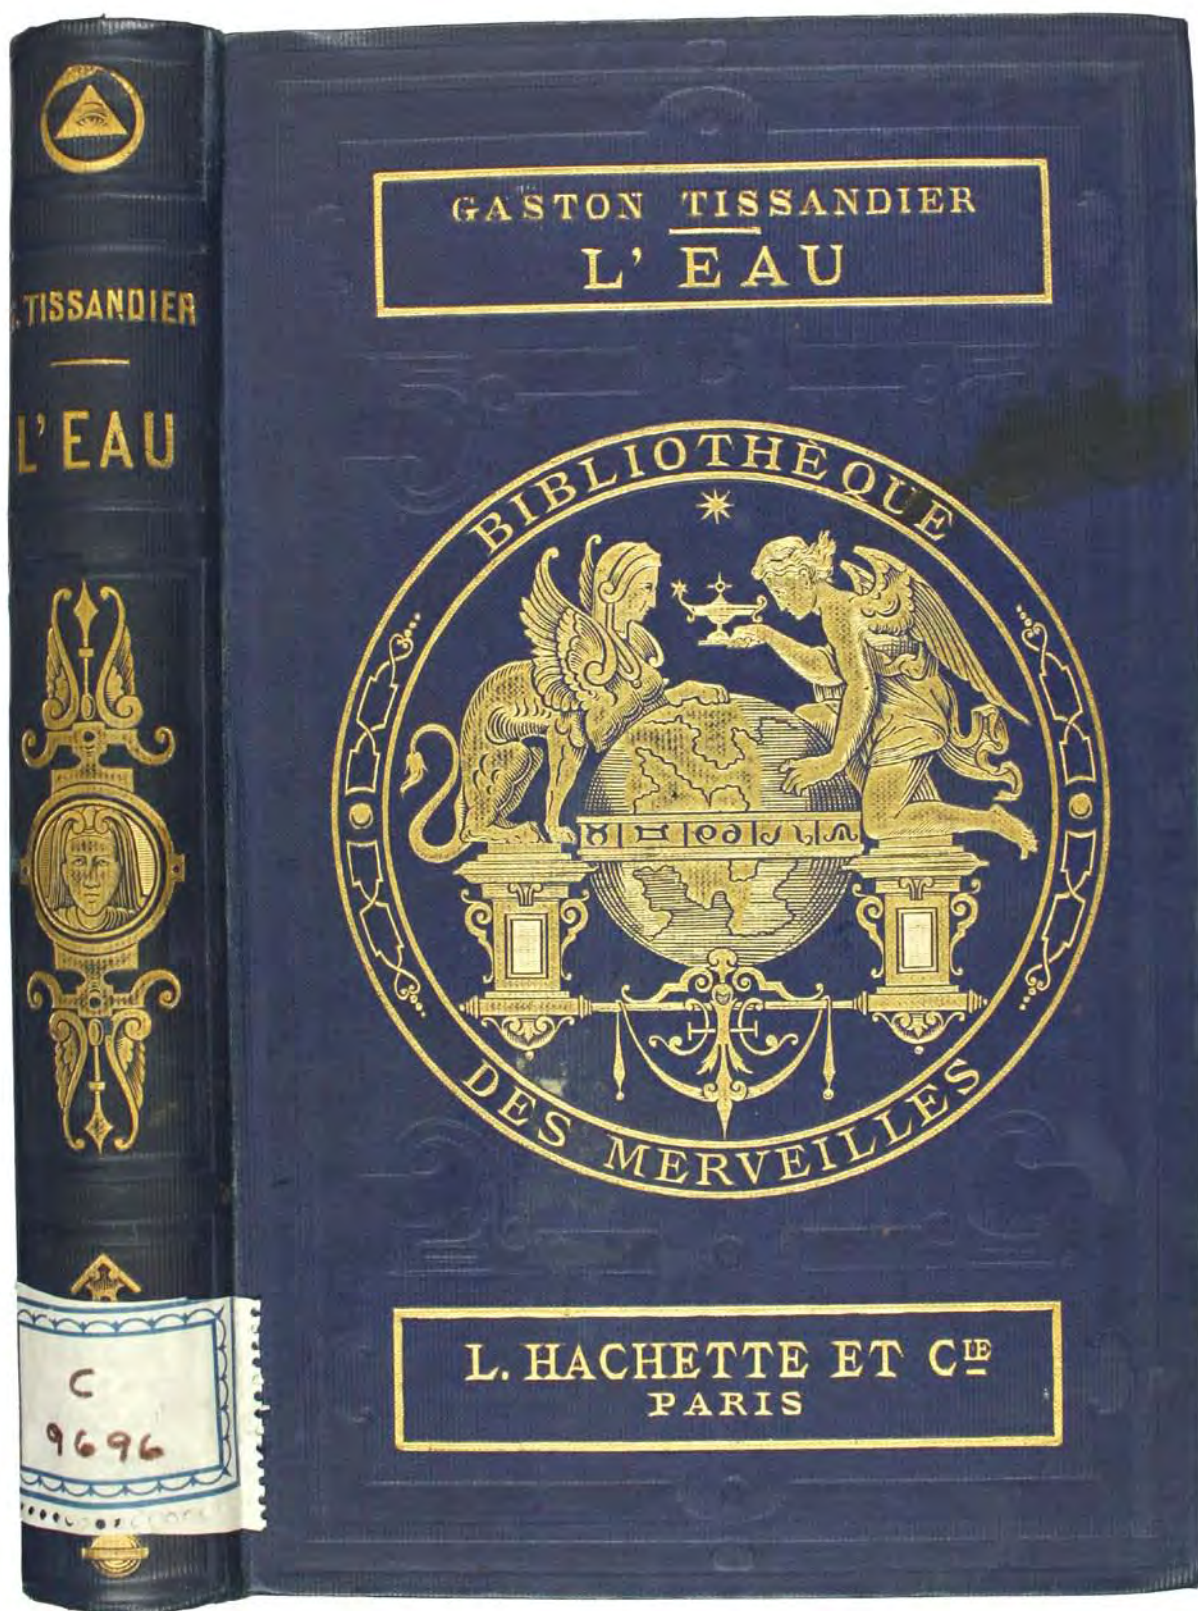 G. TISSANDIER
L'EAU
C
9696
GASTON TISSANDIER
L'EAU
BIBLIOTHÈQUE
DES MERVEILLES
L. HACHETTE ET CIE
PARIS